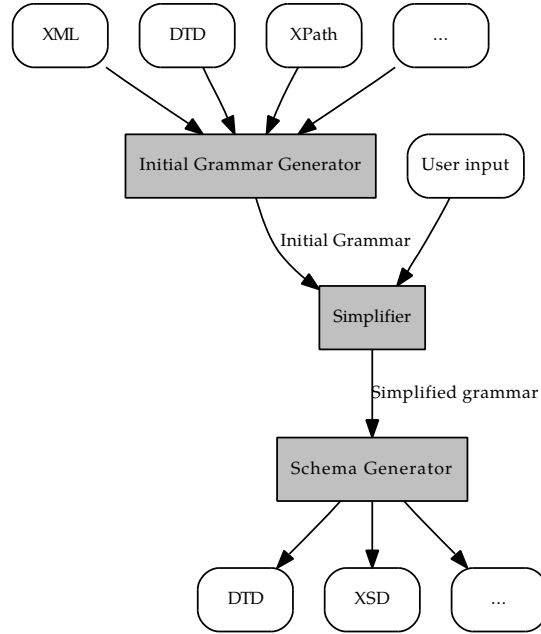 XML
DTD
XPath
...
Initial Grammar Generator
User input
Initial Grammar
Simplifier
Simplified grammar
Schema Generator
DTD
XSD
...